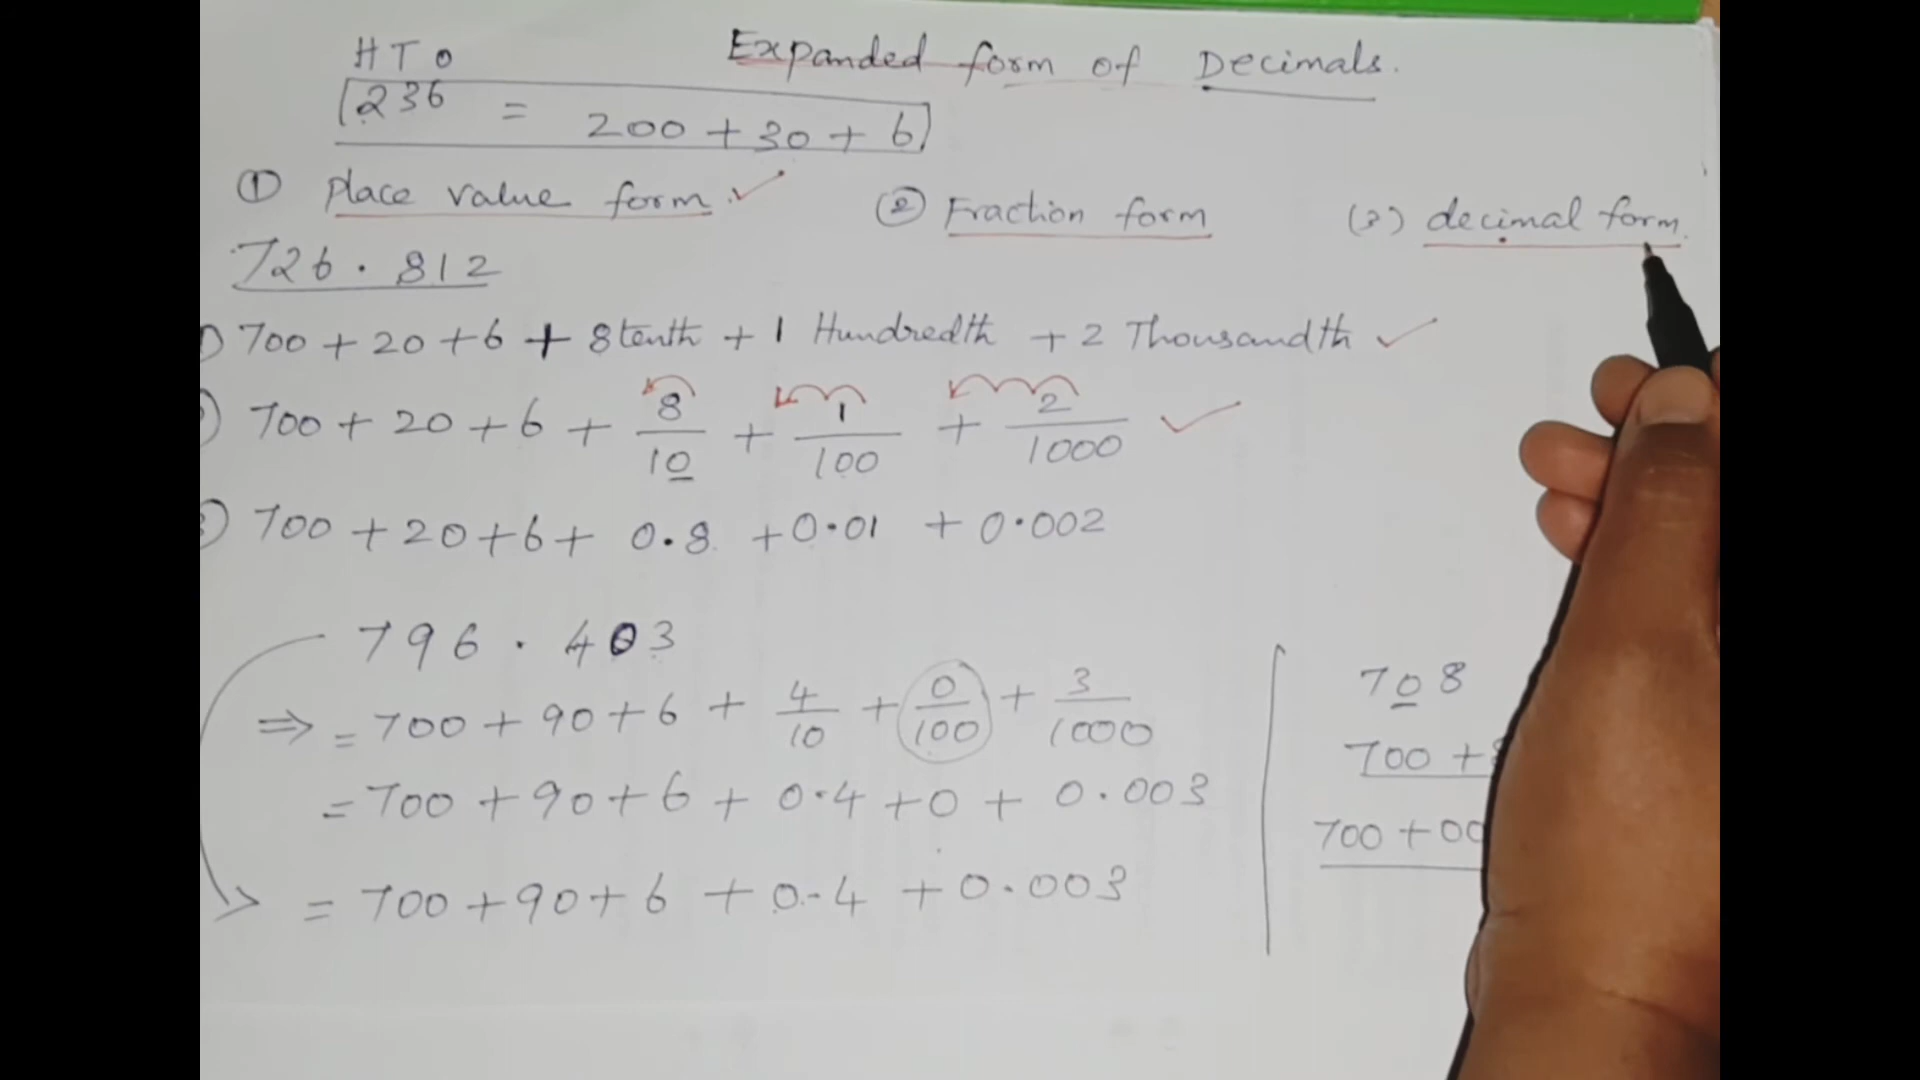 H T O
Expanded form of Decimals.
236 = 200 + 30 + 6
① Place value form ✓
② Fraction form
(3) decimal form
726.812
700 + 20 + 6 + 8 tenth + 1 Hundredth + 2 Thousandth ✓
700 + 20 + 6 + 8/10 + 1/100 + 2/1000 ✓
700 + 20 + 6 + 0.8 + 0.01 + 0.002
796.403
⇒ = 700 + 90 + 6 + 4/10 + 0/100 + 3/1000
= 700 + 90 + 6 + 0.4 + 0 + 0.003
= 700 + 90 + 6 + 0.4 + 0.003
708
700 +
700 + 00